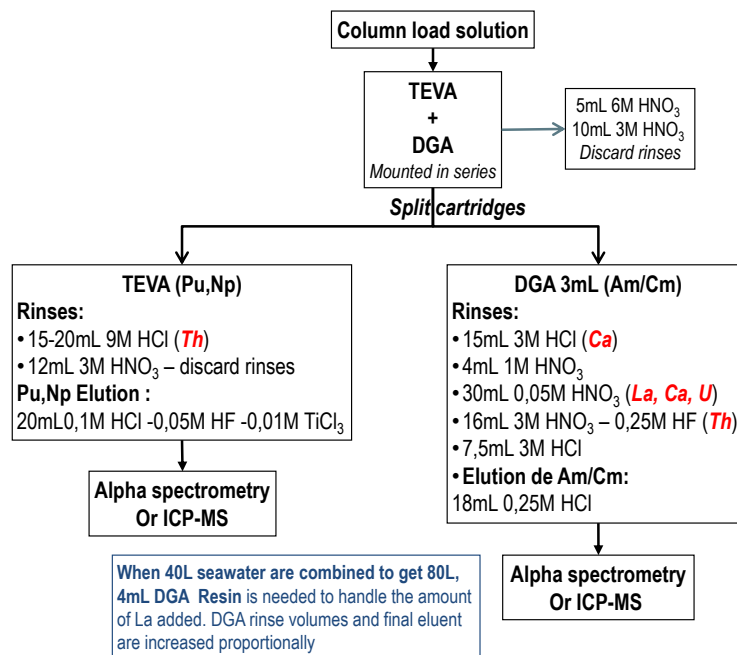 Column load solution
TEVA
+
DGA
Mounted in series
5mL 6M HNO₃
10mL 3M HNO₃
Discard rinses
Split cartridges
TEVA (Pu,Np)
Rinses:
•15-20mL 9M HCl (Th)
•12mL 3M HNO₃ – discard rinses
Pu,Np Elution :
20mL0,1M HCl -0,05M HF -0,01M TiCl₃
Alpha spectrometry
Or ICP-MS
DGA 3mL (Am/Cm)
Rinses:
•15mL 3M HCl (Ca)
•4mL 1M HNO₃
•30mL 0,05M HNO₃ (La, Ca, U)
•16mL 3M HNO₃ – 0,25M HF (Th)
•7,5mL 3M HCl
•Elution de Am/Cm:
18mL 0,25M HCl
Alpha spectrometry
Or ICP-MS
When 40L seawater are combined to get 80L,
4mL DGA Resin is needed to handle the amount
of La added. DGA rinse volumes and final eluent
are increased proportionally